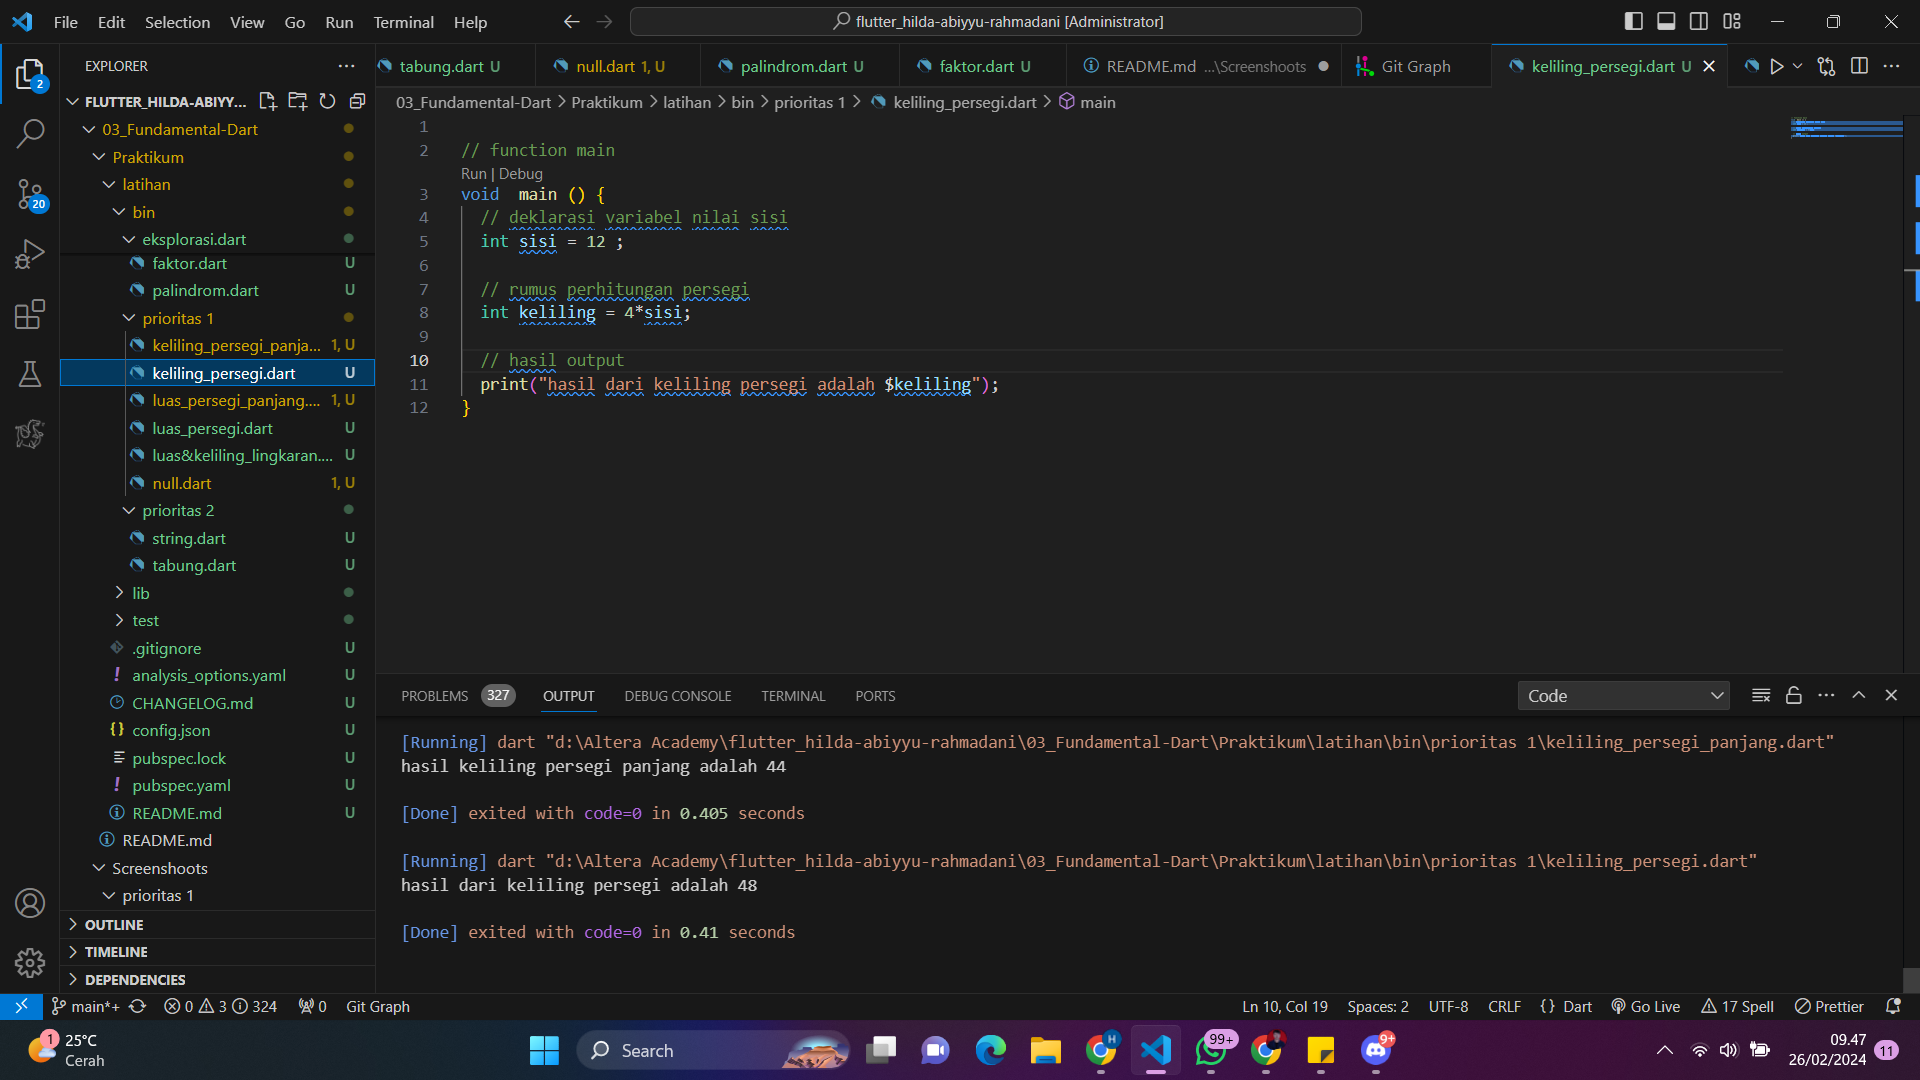 File Edit Selection View Go Run Terminal Help
flutter_hilda-abiyyu-rahmadani [Administrator]
EXPLORER
tabung.dart U
null.dart 1, U
palindrom.dart U
faktor.dart U
README.md ...\Screenshoots
Git Graph
keliling_persegi.dart U
FLUTTER_HILDA-ABIYY...
03_Fundamental-Dart > Praktikum > latihan > bin > prioritas 1 > keliling_persegi.dart > main
2
20
03_Fundamental-Dart
Praktikum
latihan
bin
eksplorasi.dart
faktor.dart U
palindrom.dart U
prioritas 1
keliling_persegi_panja... 1, U
keliling_persegi.dart U
luas_persegi_panjang.... 1, U
luas_persegi.dart U
luas&keliling_lingkaran.... U
null.dart 1, U
prioritas 2
string.dart U
tabung.dart U
lib
test
.gitignore U
analysis_options.yaml U
CHANGELOG.md U
config.json U
pubspec.lock U
pubspec.yaml U
README.md U
README.md
Screenshoots
prioritas 1
OUTLINE
TIMELINE
DEPENDENCIES
1
2 // function main
Run | Debug
3 void  main () {
4 // deklarasi variabel nilai sisi
5 int sisi = 12 ;
6
7 // rumus perhitungan persegi
8 int keliling = 4*sisi;
9
10 // hasil output
11 print("hasil dari keliling persegi adalah $keliling");
12 }
PROBLEMS 327 OUTPUT DEBUG CONSOLE TERMINAL PORTS
Code
[Running] dart "d:\Altera Academy\flutter_hilda-abiyyu-rahmadani\03_Fundamental-Dart\Praktikum\latihan\bin\prioritas 1\keliling_persegi_panjang.dart"
hasil keliling persegi panjang adalah 44
[Done] exited with code=0 in 0.405 seconds
[Running] dart "d:\Altera Academy\flutter_hilda-abiyyu-rahmadani\03_Fundamental-Dart\Praktikum\latihan\bin\prioritas 1\keliling_persegi.dart"
hasil dari keliling persegi adalah 48
[Done] exited with code=0 in 0.41 seconds
main*+ 0 3 324 0 Git Graph
Ln 10, Col 19 Spaces: 2 UTF-8 CRLF {} Dart Go Live 17 Spell Prettier
1
25°C
Cerah
Search
H
99+
9+
09.47
26/02/2024
11